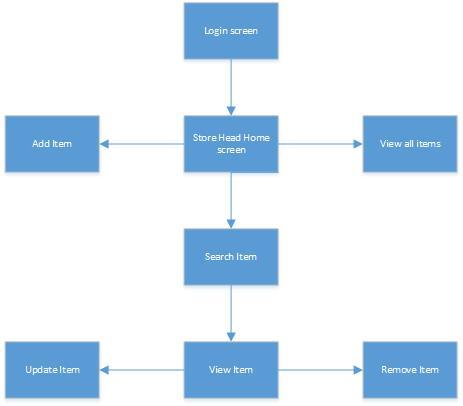 Login screen
Add Item
Store Head Home
screen
View all items
Search Item
Update Item
View Item
Remove Item